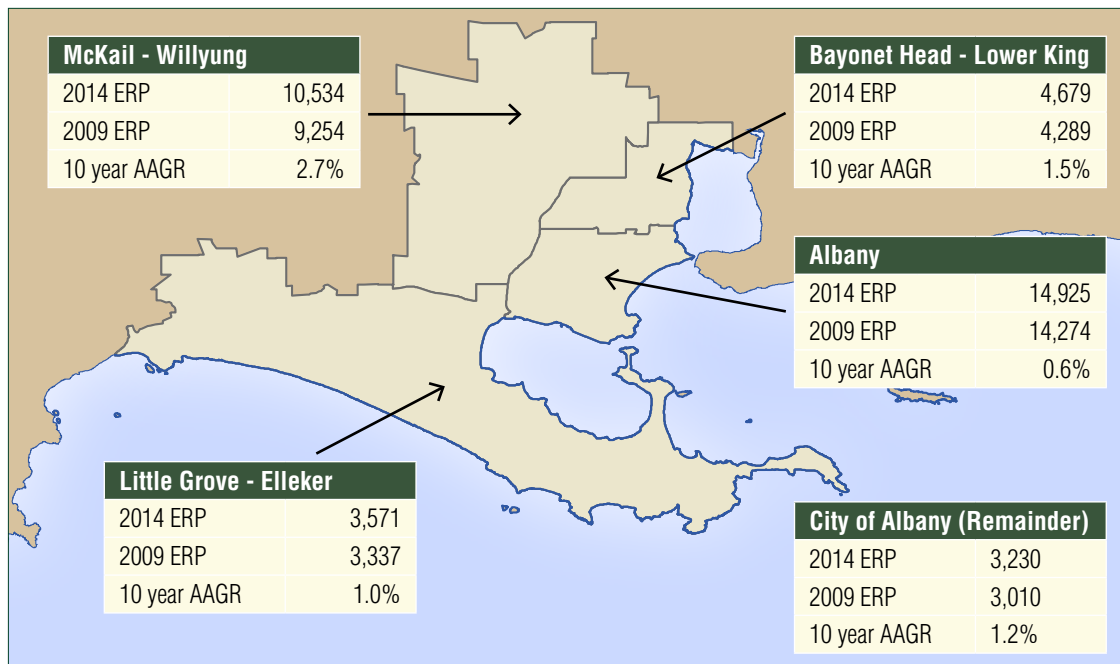 McKail - Willyung
2014 ERP 10,534
2009 ERP 9,254
10 year AAGR 2.7%
Bayonet Head - Lower King
2014 ERP 4,679
2009 ERP 4,289
10 year AAGR 1.5%
Albany
2014 ERP 14,925
2009 ERP 14,274
10 year AAGR 0.6%
Little Grove - Elleker
2014 ERP 3,571
2009 ERP 3,337
10 year AAGR 1.0%
City of Albany (Remainder)
2014 ERP 3,230
2009 ERP 3,010
10 year AAGR 1.2%